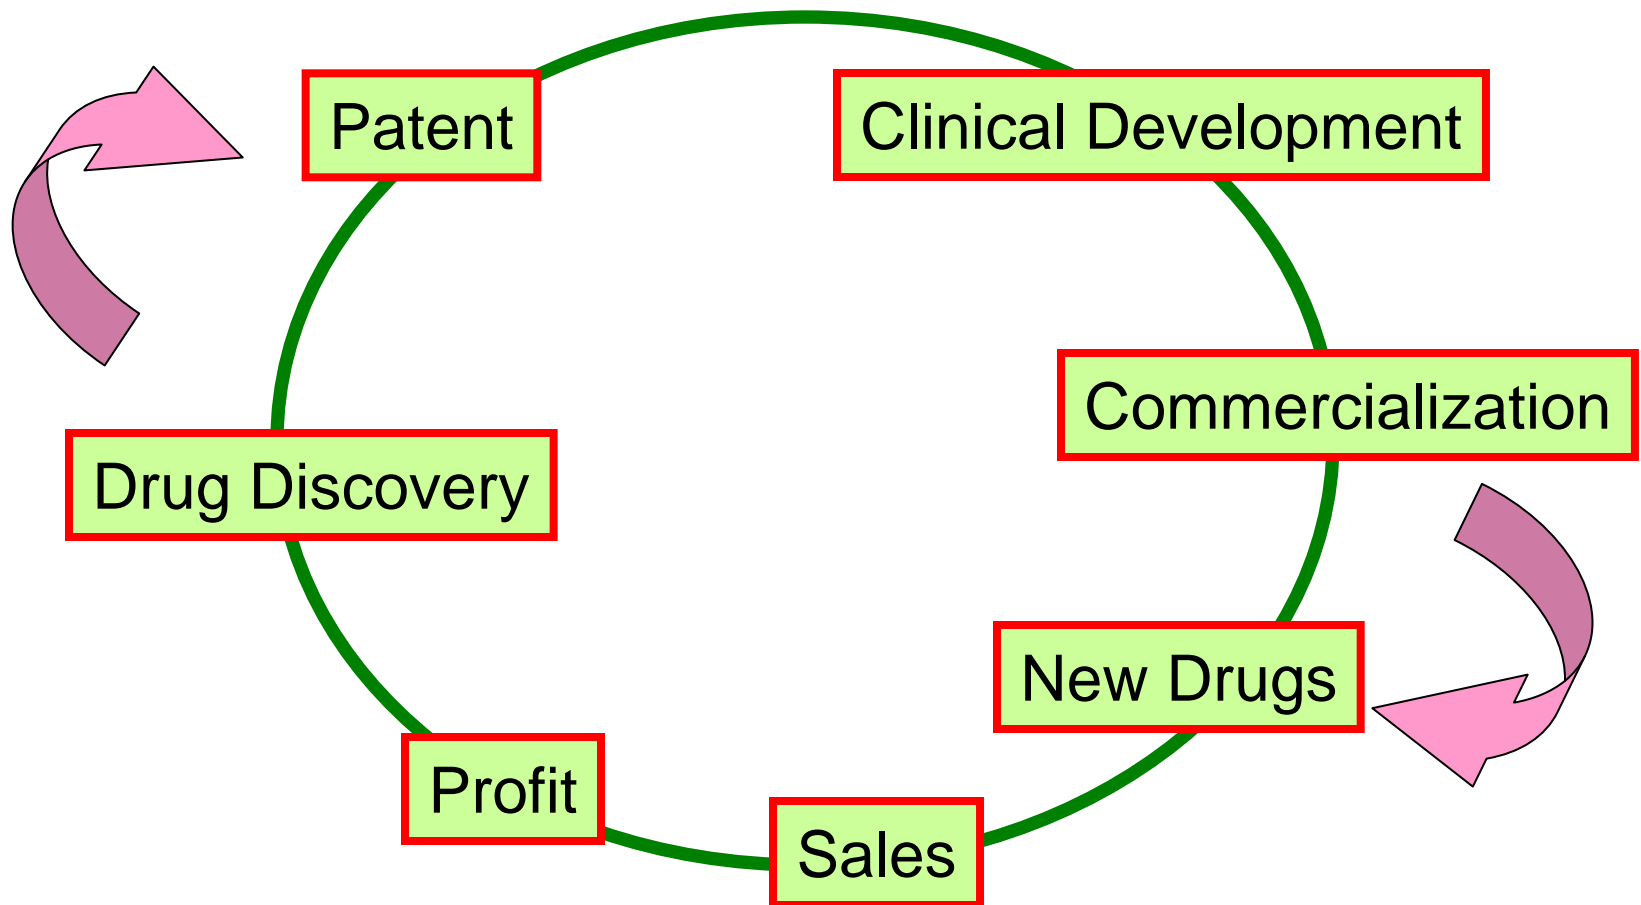 Patent
Clinical Development
Commercialization
Drug Discovery
New Drugs
Profit
Sales